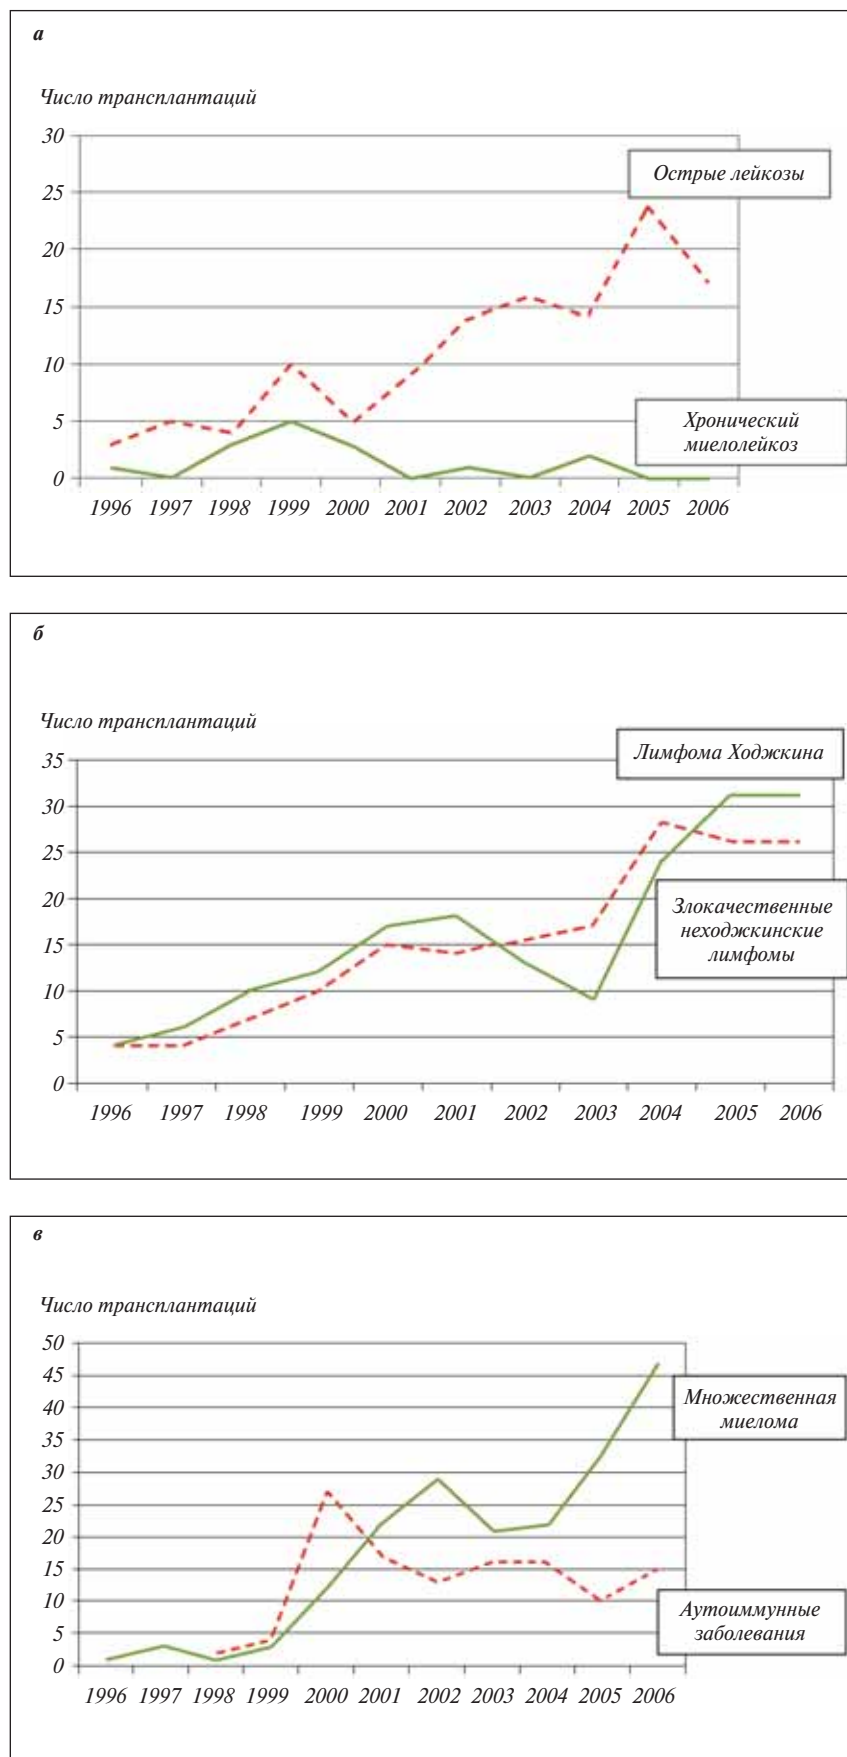 а
Число трансплантаций
30
25
20
15
10
5
0
Острые лейкозы
Хронический
миелолейкоз
1996 1997 1998 1999 2000 2001 2002 2003 2004 2005 2006
б
Число трансплантаций
35
30
25
20
15
10
5
0
Лимфома Ходжкина
Злокачественные
неходжкинские
лимфомы
1996 1997 1998 1999 2000 2001 2002 2003 2004 2005 2006
в
Число трансплантаций
50
45
40
35
30
25
20
15
10
5
0
Множественная
миелома
Аутоиммунные
заболевания
1996 1997 1998 1999 2000 2001 2002 2003 2004 2005 2006